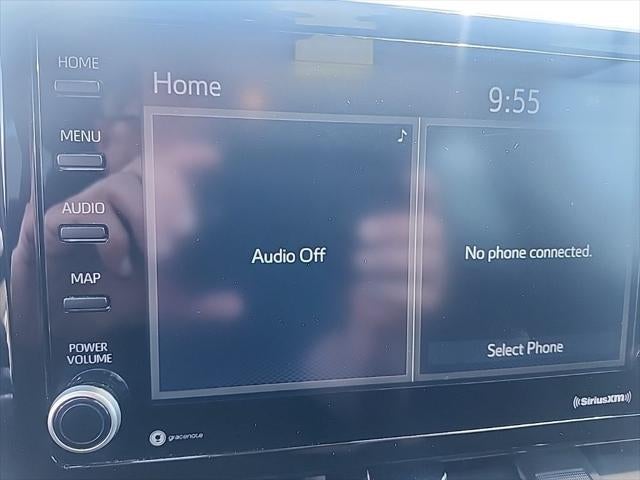 HOME
Home
9:55
MENU
AUDIO
Audio Off
No phone connected.
MAP
POWER
VOLUME
Select Phone
SiriusXM
gracenote